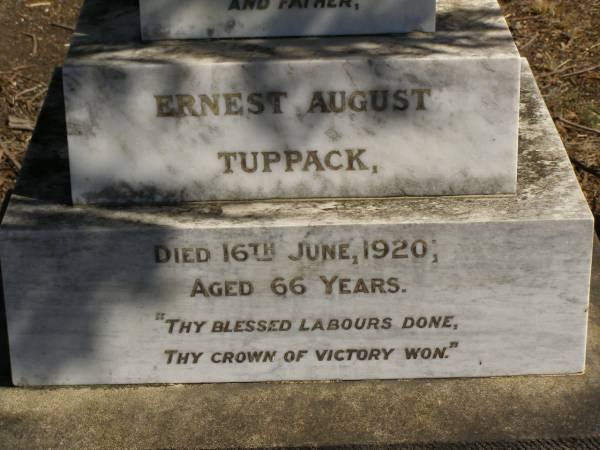 AND FATHER,
ERNEST AUGUST
TUPPACK,
DIED 16TH JUNE, 1920;
AGED 66 YEARS.
"THY BLESSED LABOURS DONE,
THY CROWN OF VICTORY WON."